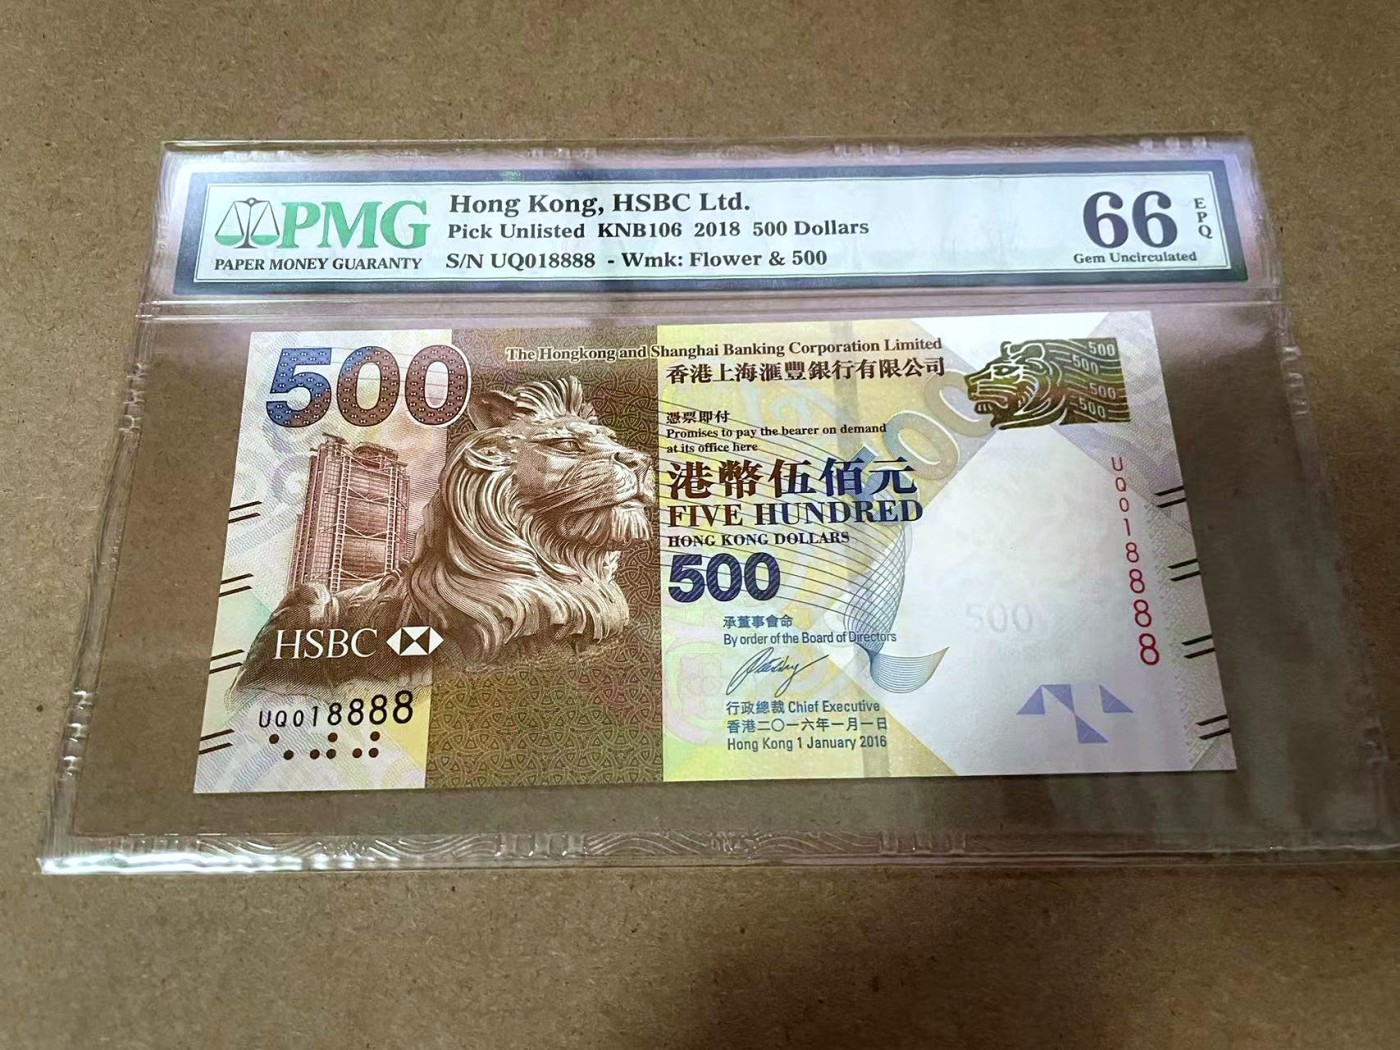 PMG
PAPER MONEY GUARANTY
Hong Kong, HSBC Ltd.
Pick Unlisted KNB106 2018 500 Dollars
S/N UQ018888 - Wmk: Flower & 500
66
EPQ
Gem Uncirculated
500
The Hongkong and Shanghai Banking Corporation Limited
香港上海滙豐銀行有限公司
500
500
500
500
憑票即付
Promises to pay the bearer on demand
at its office here
港幣伍佰元
FIVE HUNDRED
HONG KONG DOLLARS
500
500
500
UQ018888
承董事會命
By order of the Board of Directors
行政總裁 Chief Executive
香港二〇一六年一月一日
Hong Kong 1 January 2016
HSBC
UQ018888